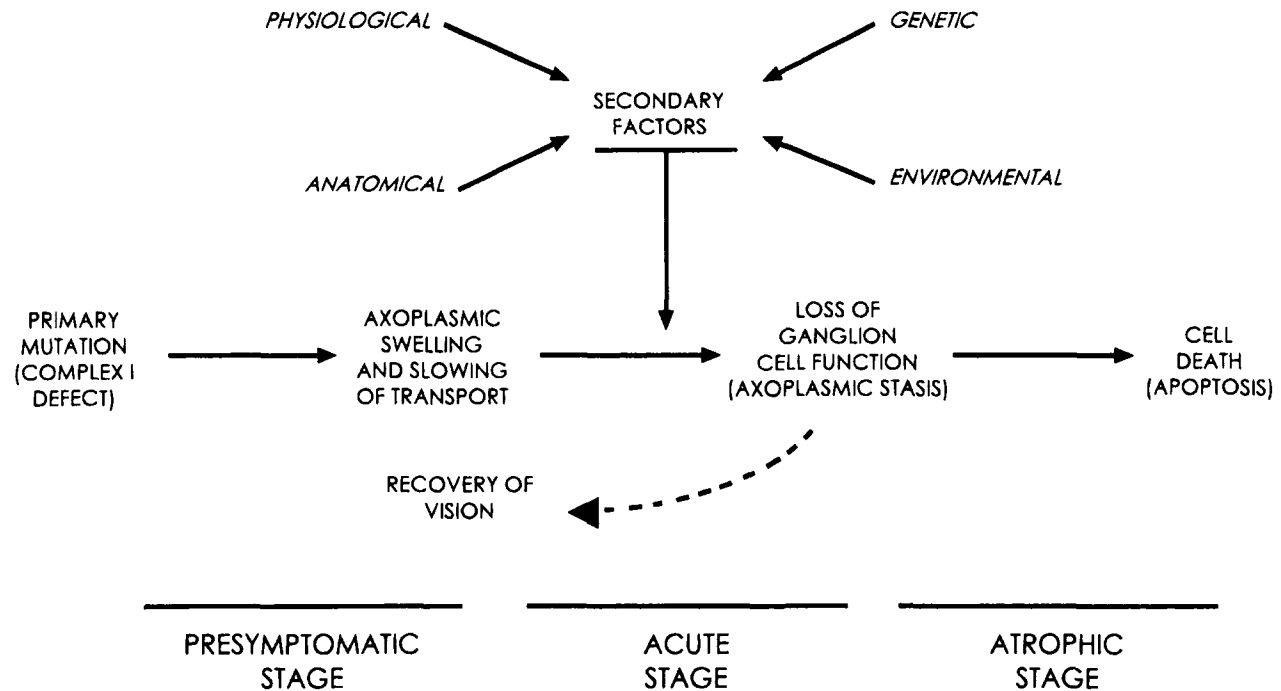 PHYSIOLOGICAL
GENETIC
SECONDARY
FACTORS
ANATOMICAL
ENVIRONMENTAL
PRIMARY
MUTATION
(COMPLEX I
DEFECT)
AXOPLASMIC
SWELLING
AND SLOWING
OF TRANSPORT
LOSS OF
GANGLION
CELL FUNCTION
(AXOPLASMIC STASIS)
CELL
DEATH
(APOPTOSIS)
RECOVERY OF
VISION
PRESYMPTOMATIC
STAGE
ACUTE
STAGE
ATROPHIC
STAGE